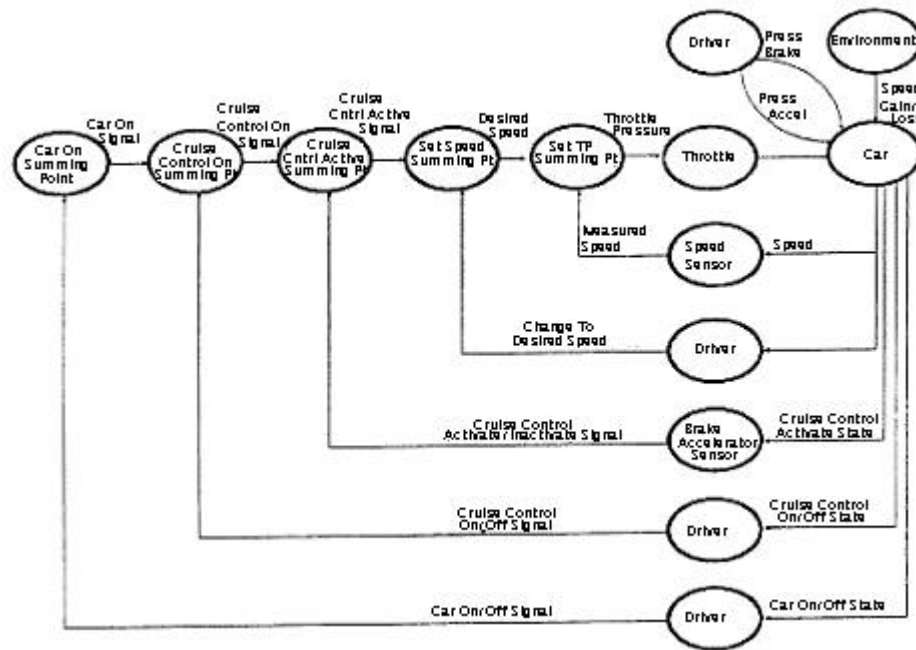 Driver
Press
Brake
Environment
Press
Accel
Speed
Gain/
Loss
Car On
Signal
Cruise
Control On
Signal
Cruise
Cntrl Active
Signal
Desired
Speed
Throttle
Pressure
Car On
Summing
Point
Cruise
Control On
Summing Pt
Cruise
Cntrl Active
Summing Pt
Set Speed
Summing Pt
Set TP
Summing Pt
Throttle
Car
Measured
Speed
Speed
Sensor
Speed
Change To
Desired Speed
Driver
Cruise Control
Activate/Inactivate Signal
Brake
Accelerator
Sensor
Cruise Control
Activate State
Cruise Control
On/Off Signal
Driver
Cruise Control
On/Off State
Car On/Off Signal
Driver
Car On/Off State